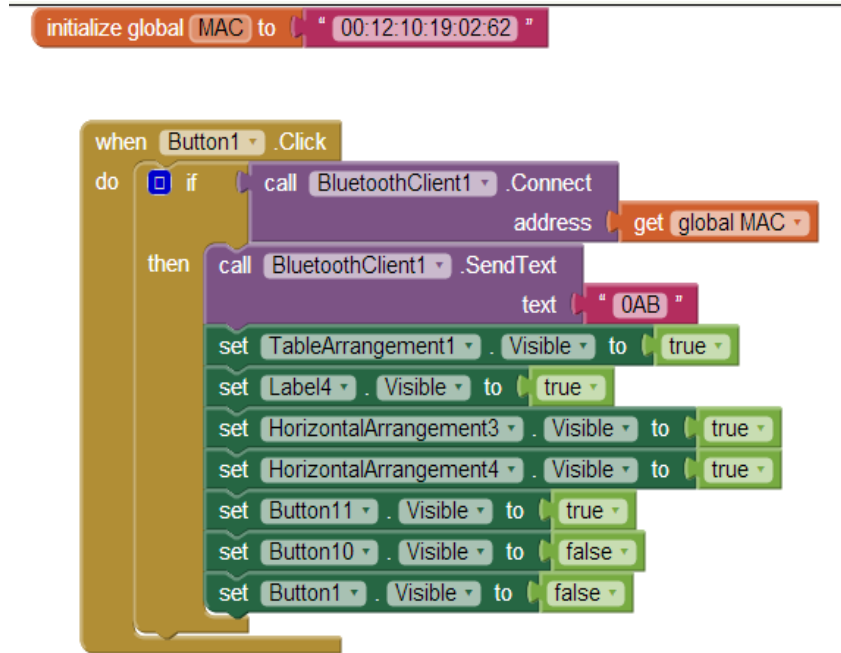 initialize global MAC to " 00:12:10:19:02:62 "
when Button1 .Click
do if call BluetoothClient1 .Connect
address get global MAC
then call BluetoothClient1 .SendText
text " 0AB "
set TableArrangement1 . Visible to true
set Label4 . Visible to true
set HorizontalArrangement3 . Visible to true
set HorizontalArrangement4 . Visible to true
set Button11 . Visible to true
set Button10 . Visible to false
set Button1 . Visible to false